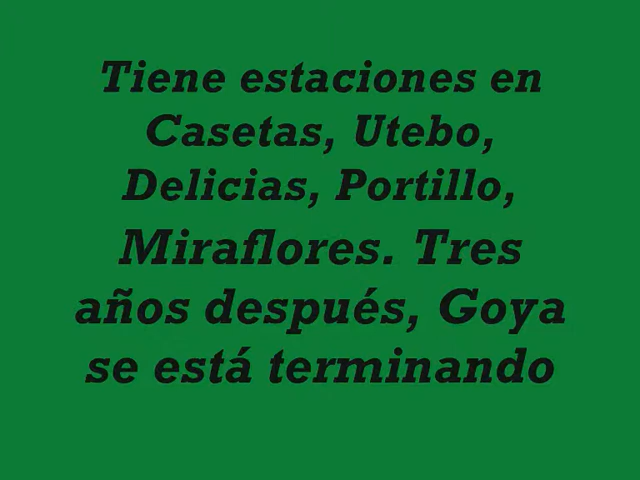 Tiene estaciones en
Casetas, Utebo,
Delicias, Portillo,
Miraflores. Tres
años después, Goya
se está terminando